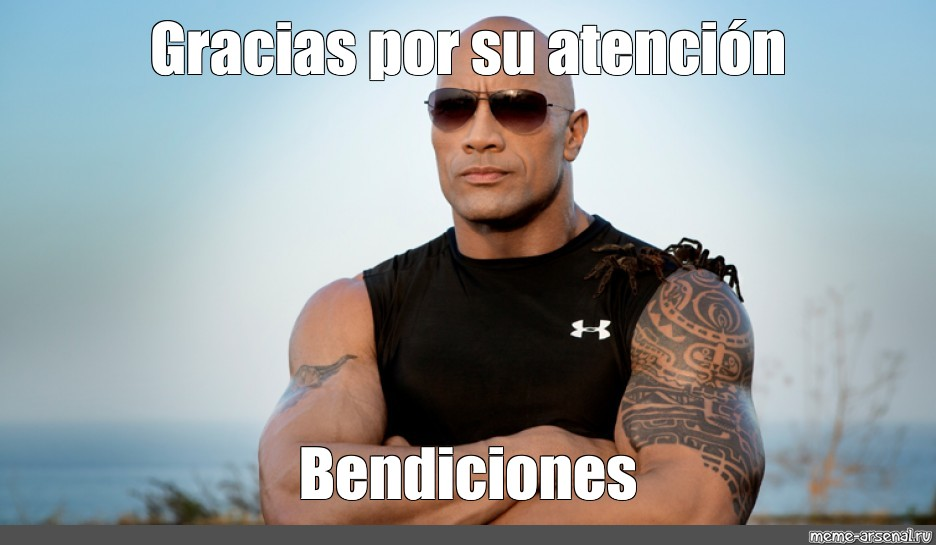 Gracias por su atención
Bendiciones
meme-arsenal.ru